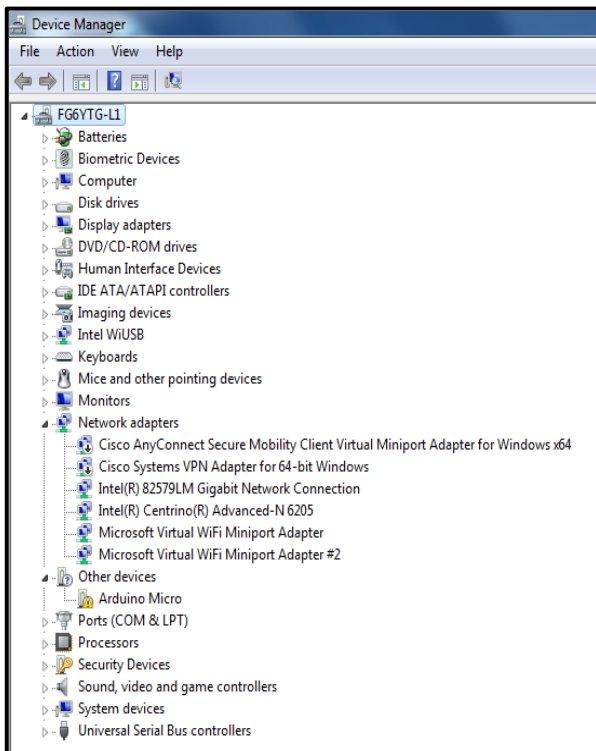 Device Manager
File Action View Help
FG6YTG-L1
Batteries
Biometric Devices
Computer
Disk drives
Display adapters
DVD/CD-ROM drives
Human Interface Devices
IDE ATA/ATAPI controllers
Imaging devices
Intel WiUSB
Keyboards
Mice and other pointing devices
Monitors
Network adapters
Cisco AnyConnect Secure Mobility Client Virtual Miniport Adapter for Windows x64
Cisco Systems VPN Adapter for 64-bit Windows
Intel(R) 82579LM Gigabit Network Connection
Intel(R) Centrino(R) Advanced-N 6205
Microsoft Virtual WiFi Miniport Adapter
Microsoft Virtual WiFi Miniport Adapter #2
Other devices
Arduino Micro
Ports (COM & LPT)
Processors
Security Devices
Sound, video and game controllers
System devices
Universal Serial Bus controllers